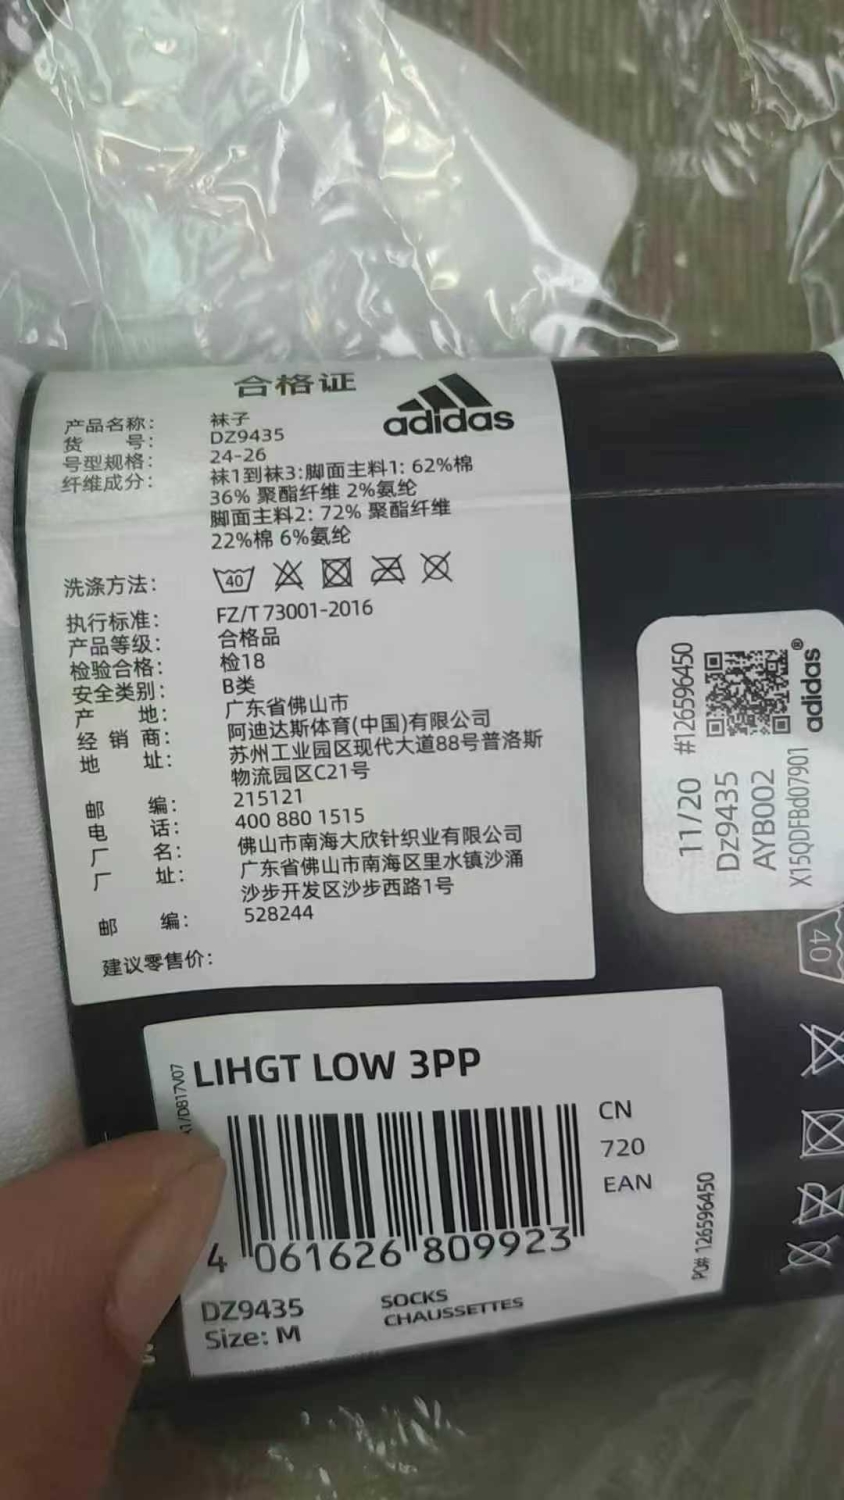 合格证
adidas
产品名称： 袜子
货 号： DZ9435
号型规格： 24-26
纤维成分： 袜1到袜3:脚面主料1: 62%棉
36% 聚酯纤维 2%氨纶
脚面主料2: 72% 聚酯纤维
22%棉 6%氨纶
洗涤方法： 40
执行标准： FZ/T 73001-2016
产品等级： 合格品
检验合格： 检18
安全类别： B类
产 地： 广东省佛山市
经 销 商： 阿迪达斯体育(中国)有限公司
地 址： 苏州工业园区现代大道88号普洛斯
物流园区C21号
邮 编： 215121
电 话： 400 880 1515
厂 名： 佛山市南海大欣针织业有限公司
厂 址： 广东省佛山市南海区里水镇沙涌
沙步开发区沙步西路1号
邮 编： 528244
建议零售价：
11/20 #126596450
Dz9435
AYB002
X15QDFBd07901
adidas®
40
LIHGT LOW 3PP
/D817V07
CN
720
EAN
4 061626 809923
PO# 126596450
DZ9435
Size: M
SOCKS
CHAUSSETTES